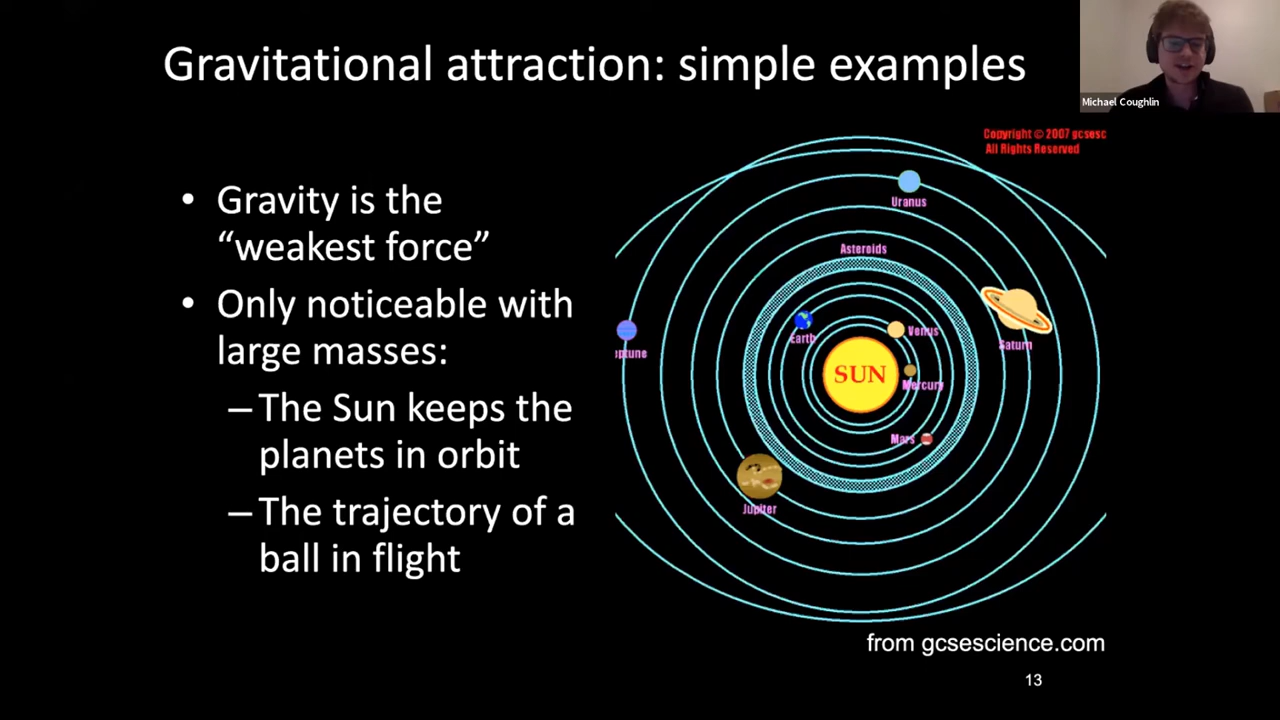 Gravitational attraction: simple examples
Michael Coughlin
Copyright © 2007 gcsesc
All Rights Reserved
• Gravity is the
“weakest force”
• Only noticeable with
large masses:
–The Sun keeps the
planets in orbit
–The trajectory of a
ball in flight
Uranus
Asteroids
Earth
Venus
eptune
Saturn
SUN
Mercury
Mars
Jupiter
from gcsescience.com
13